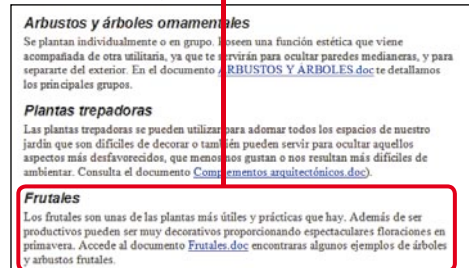 Arbustos y árboles ornamentales
Se plantan individualmente o en grupo. Poseen una función estética que viene
acompañada de otra utilitaria, ya que te servirán para ocultar paredes medianeras, y para
separarte del exterior. En el documento ARBUSTOS Y ÁRBOLES doc te detallamos
los principales grupos.
Plantas trepadoras
Las plantas trepadoras se pueden utilizar para adornar todos los espacios de nuestro
jardín que son difíciles de decorar o también pueden servir para ocultar aquellos
aspectos más desfavorecidos, que menos nos gustan o nos resultan más difíciles de
ambientar. Consulta el documento Complementos arquitectónicos.doc).
Frutales
Los frutales son unas de las plantas más útiles y prácticas que hay. Además de ser
productivos pueden ser muy decorativos proporcionando espectaculares floraciones en
primavera. Accede al documento Frutales.doc encontraras algunos ejemplos de árboles
y arbustos frutales.